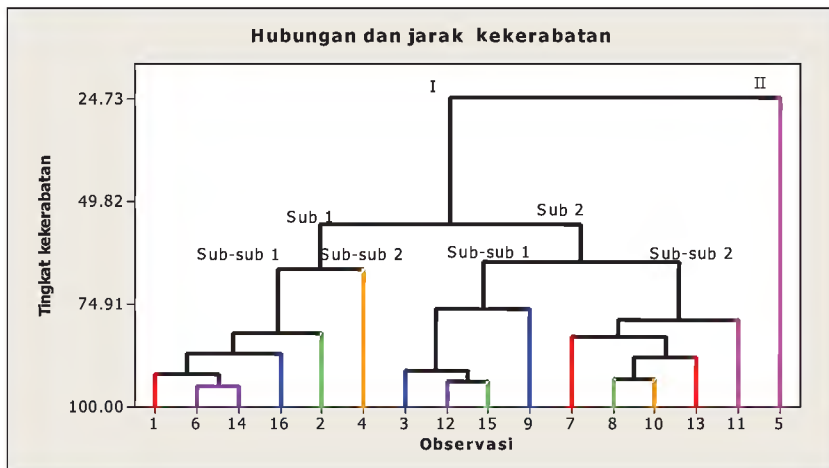 Hubungan dan jarak kekerabatan
I
II
24.73
49.82
74.91
100.00
Tingkat kekerabatan
Sub 1
Sub 2
Sub-sub 1
Sub-sub 2
Sub-sub 1
Sub-sub 2
1 6 14 16 2 4 3 12 15 9 7 8 10 13 11 5
Observasi